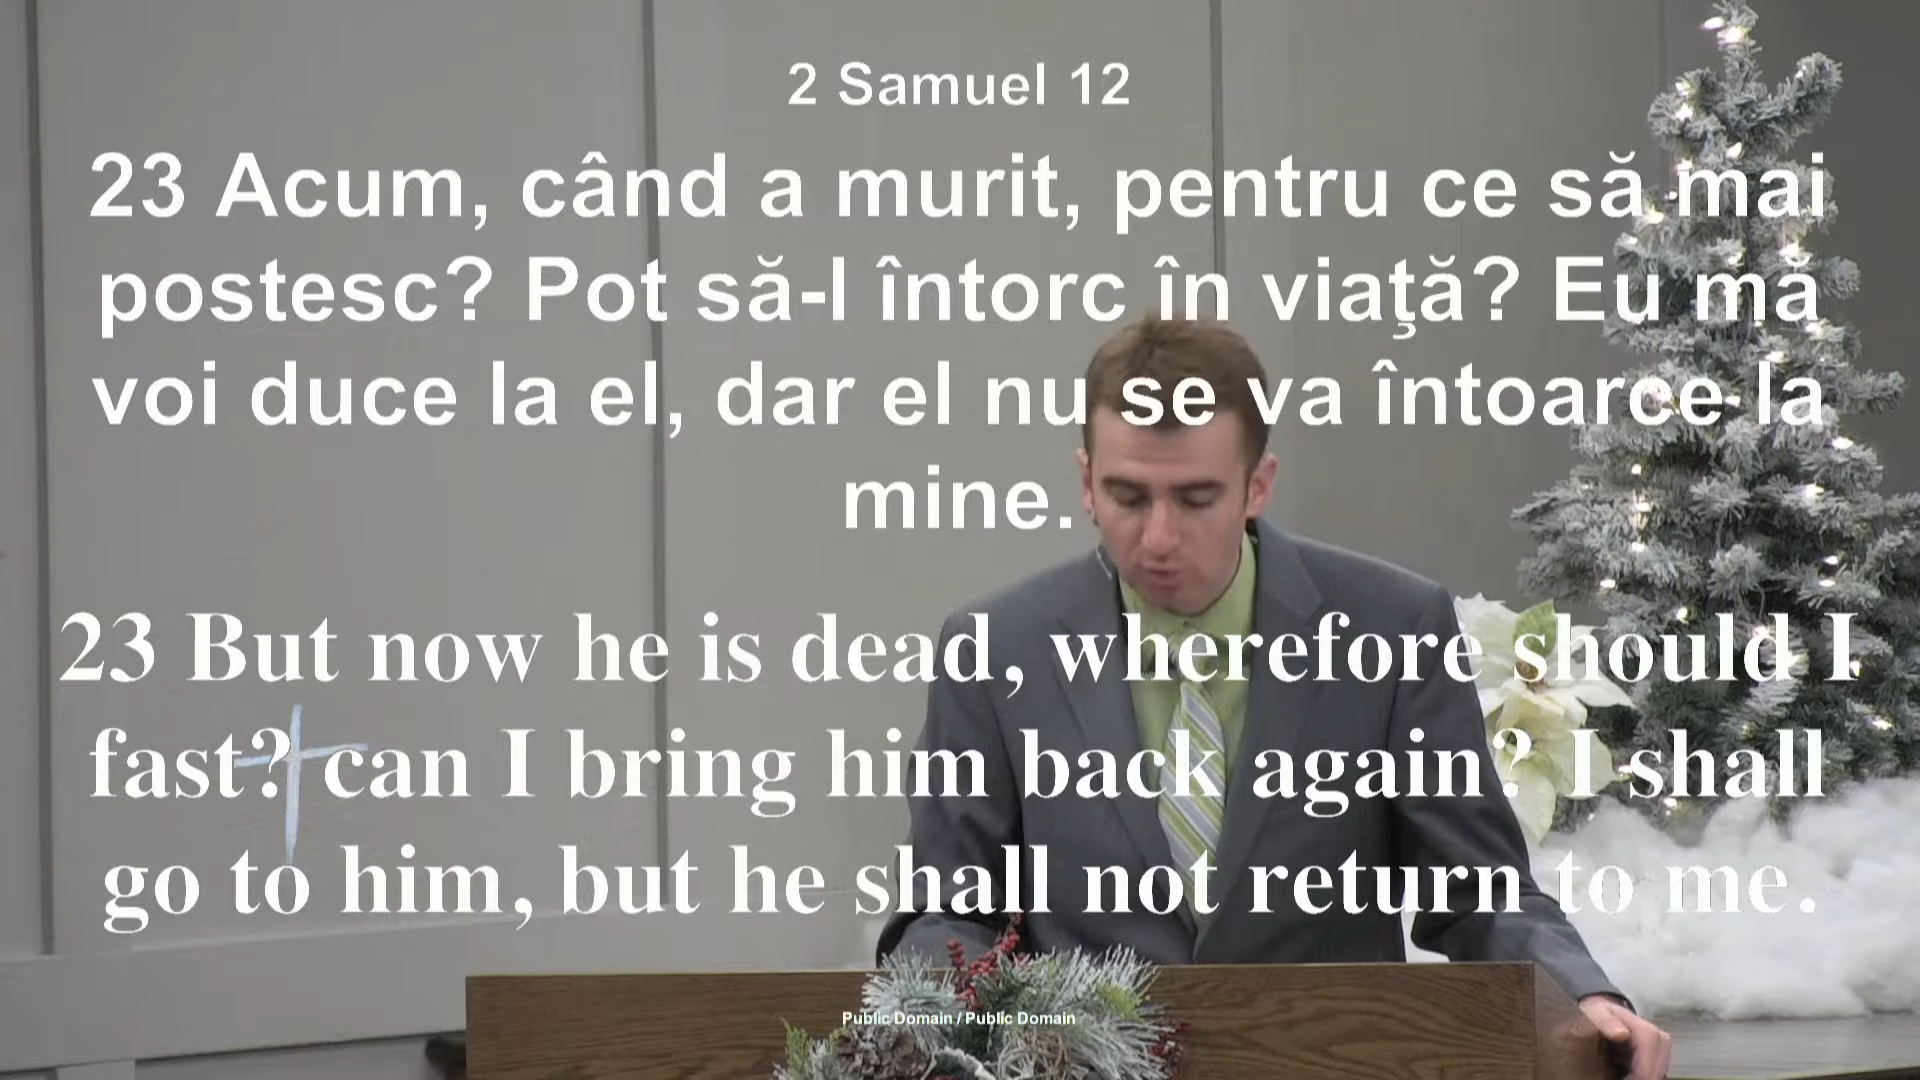 2 Samuel 12
23 Acum, când a murit, pentru ce să mai
postesc? Pot să-l întorc în viaţă? Eu mă
voi duce la el, dar el nu se va întoarce la
mine.
23 But now he is dead, wherefore should I
fast? can I bring him back again? I shall
go to him, but he shall not return to me.
Public Domain / Public Domain